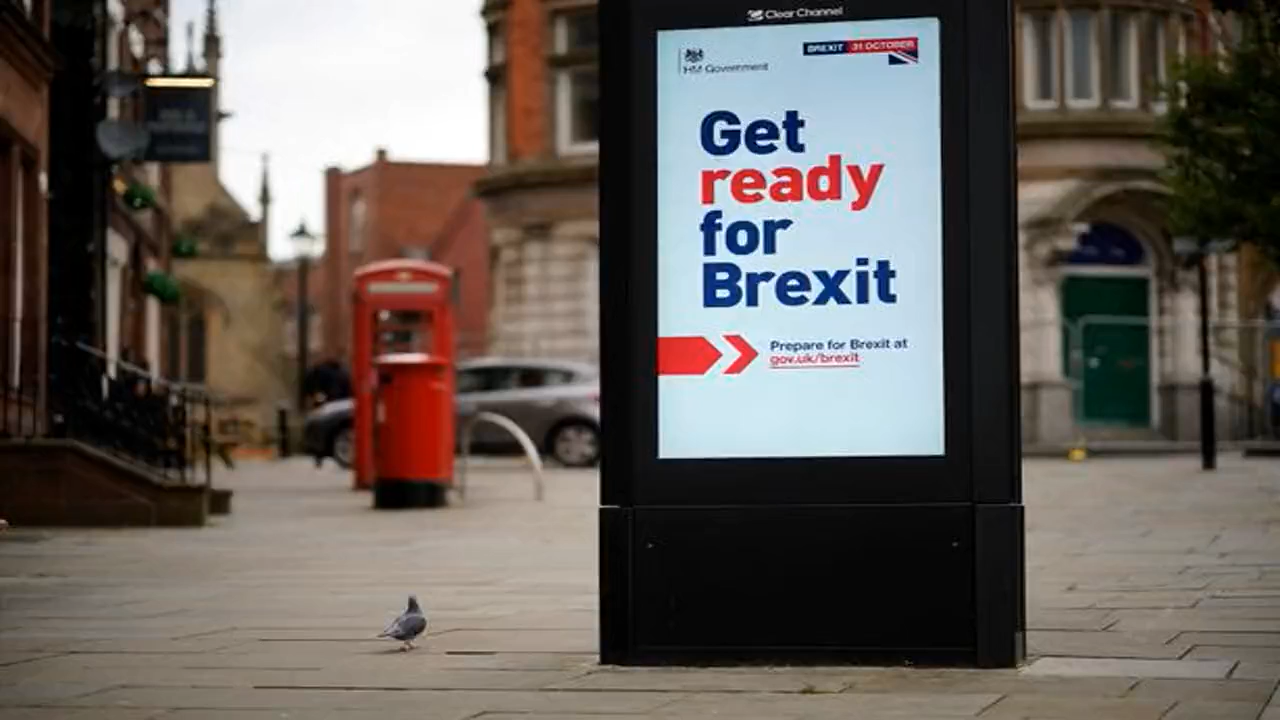 Clear Channel
HM Government
BREXIT 31 OCTOBER
Get
ready
for
Brexit
Prepare for Brexit at
gov.uk/brexit